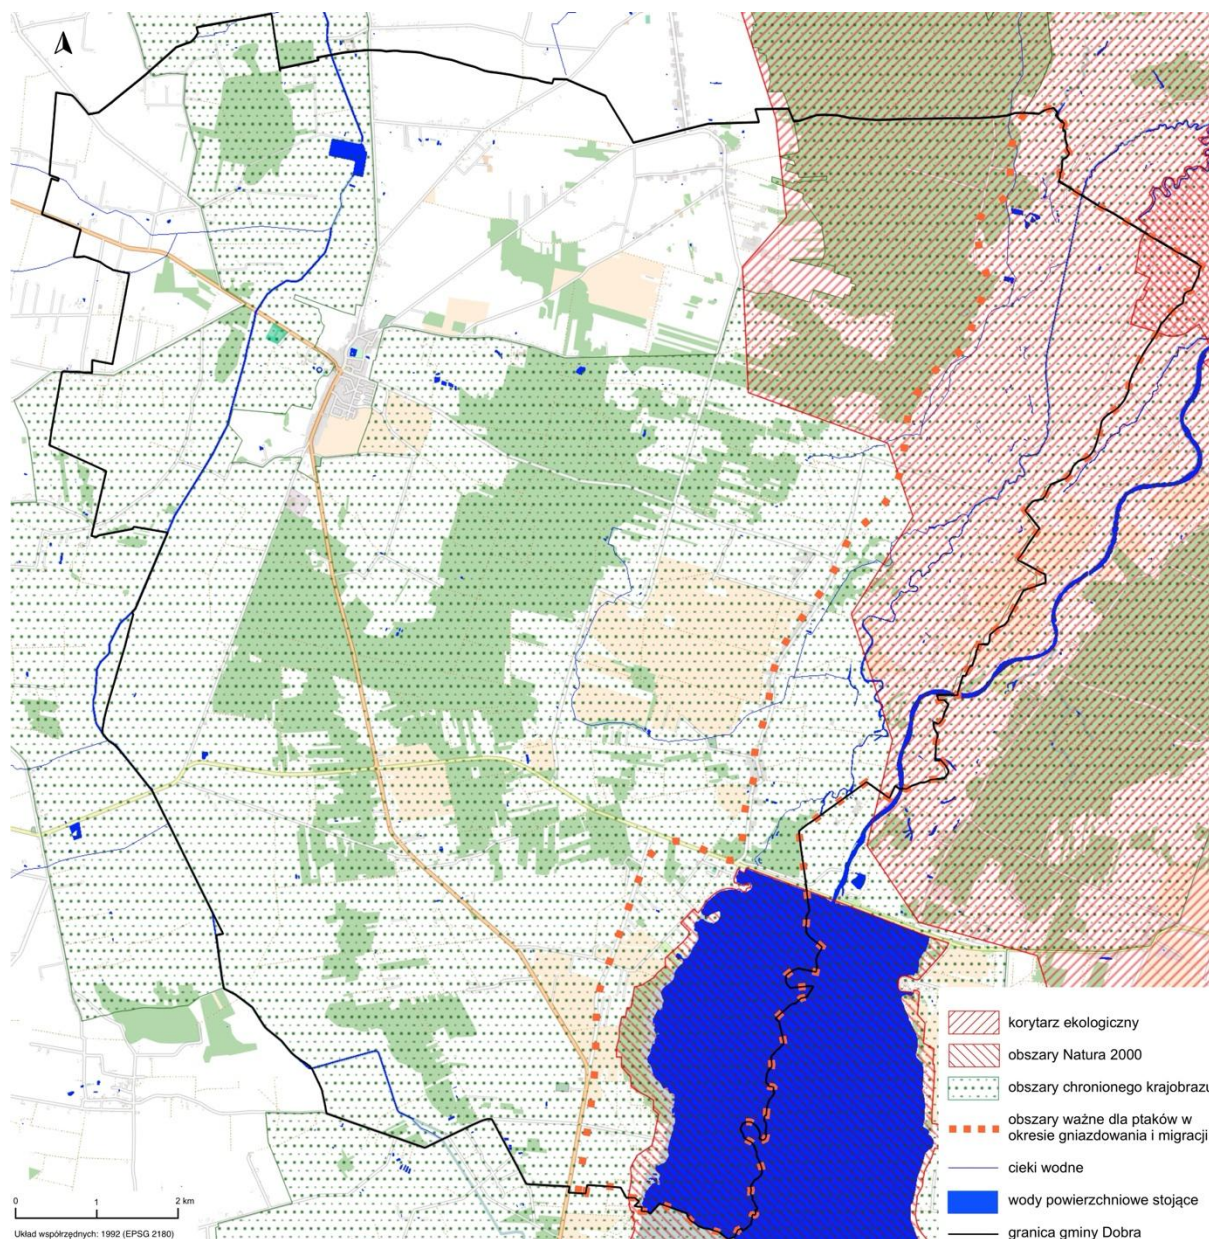 korytarz ekologiczny
obszary Natura 2000
obszary chronionego krajobrazu
obszary ważne dla ptaków w
okresie gniazdowania i migracji
cieki wodne
wody powierzchniowe stojące
granica gminy Dobra
0 1 2 km
Układ współrzędnych: 1992 (EPSG 2180)